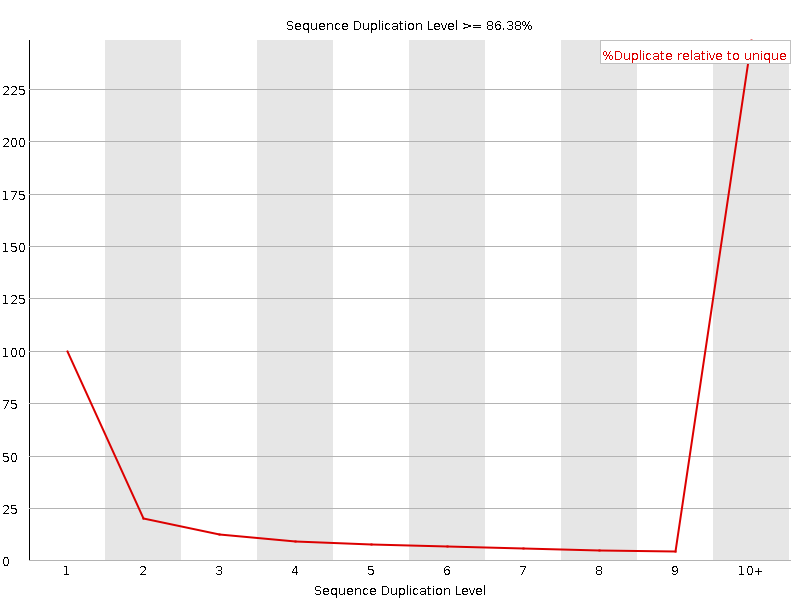 Sequence Duplication Level >= 86.38%
%Duplicate relative to unique
225
200
175
150
125
100
75
50
25
0
1 2 3 4 5 6 7 8 9 10+
Sequence Duplication Level